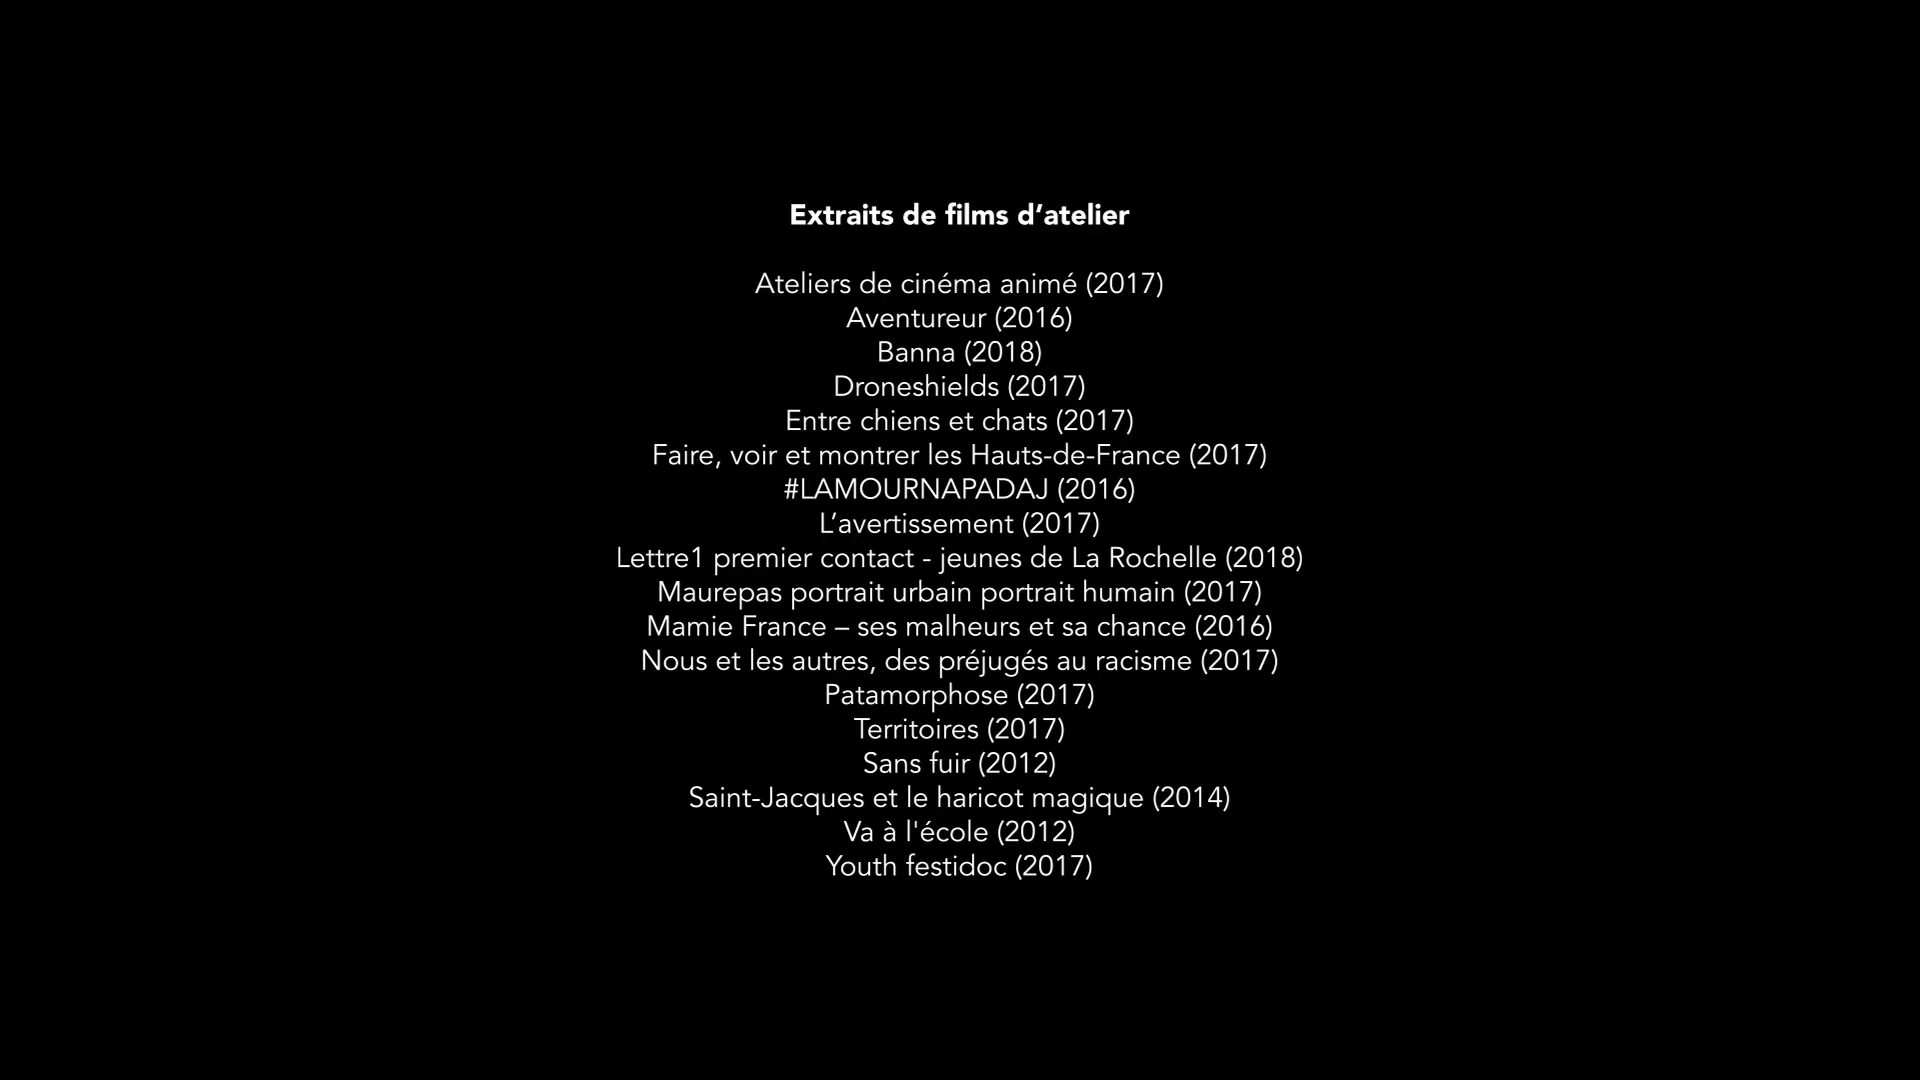 Extraits de films d’atelier
Ateliers de cinéma animé (2017)
Aventureur (2016)
Banna (2018)
Droneshields (2017)
Entre chiens et chats (2017)
Faire, voir et montrer les Hauts-de-France (2017)
#LAMOURNAPADAJ (2016)
L’avertissement (2017)
Lettre1 premier contact - jeunes de La Rochelle (2018)
Maurepas portrait urbain portrait humain (2017)
Mamie France – ses malheurs et sa chance (2016)
Nous et les autres, des préjugés au racisme (2017)
Patamorphose (2017)
Territoires (2017)
Sans fuir (2012)
Saint-Jacques et le haricot magique (2014)
Va à l'école (2012)
Youth festidoc (2017)